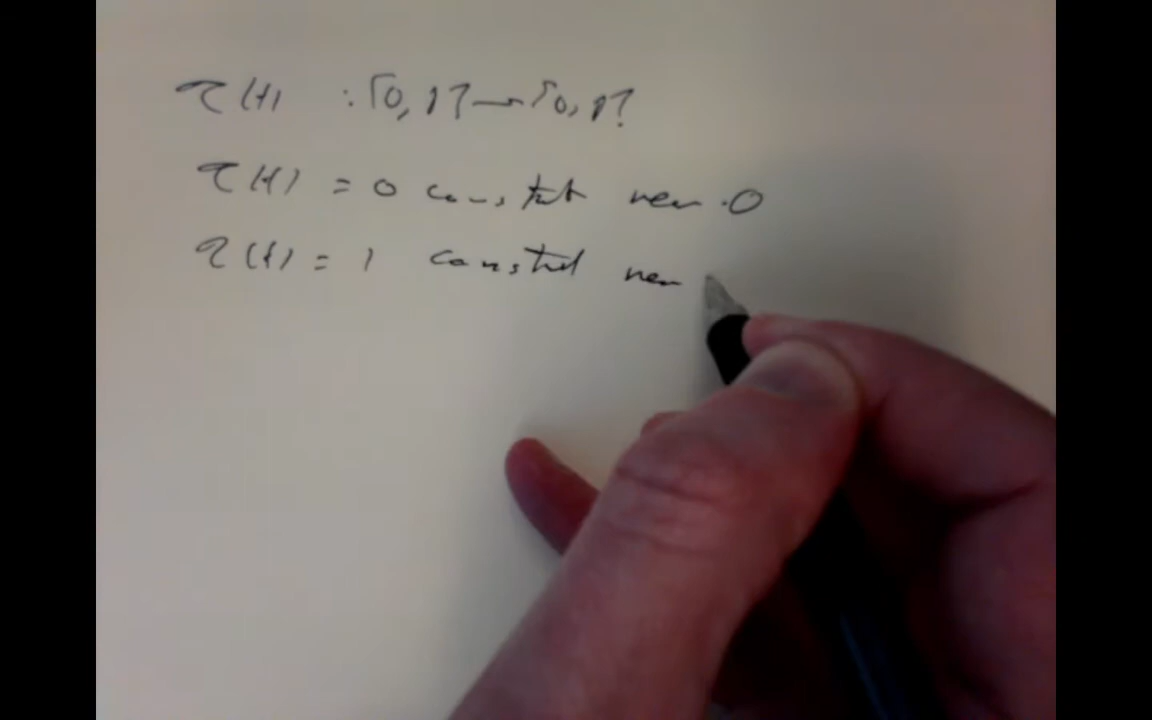 τ(t) : [0,1] → [0,1]
τ(t) = 0 constant near 0
τ(t) = 1 constant near